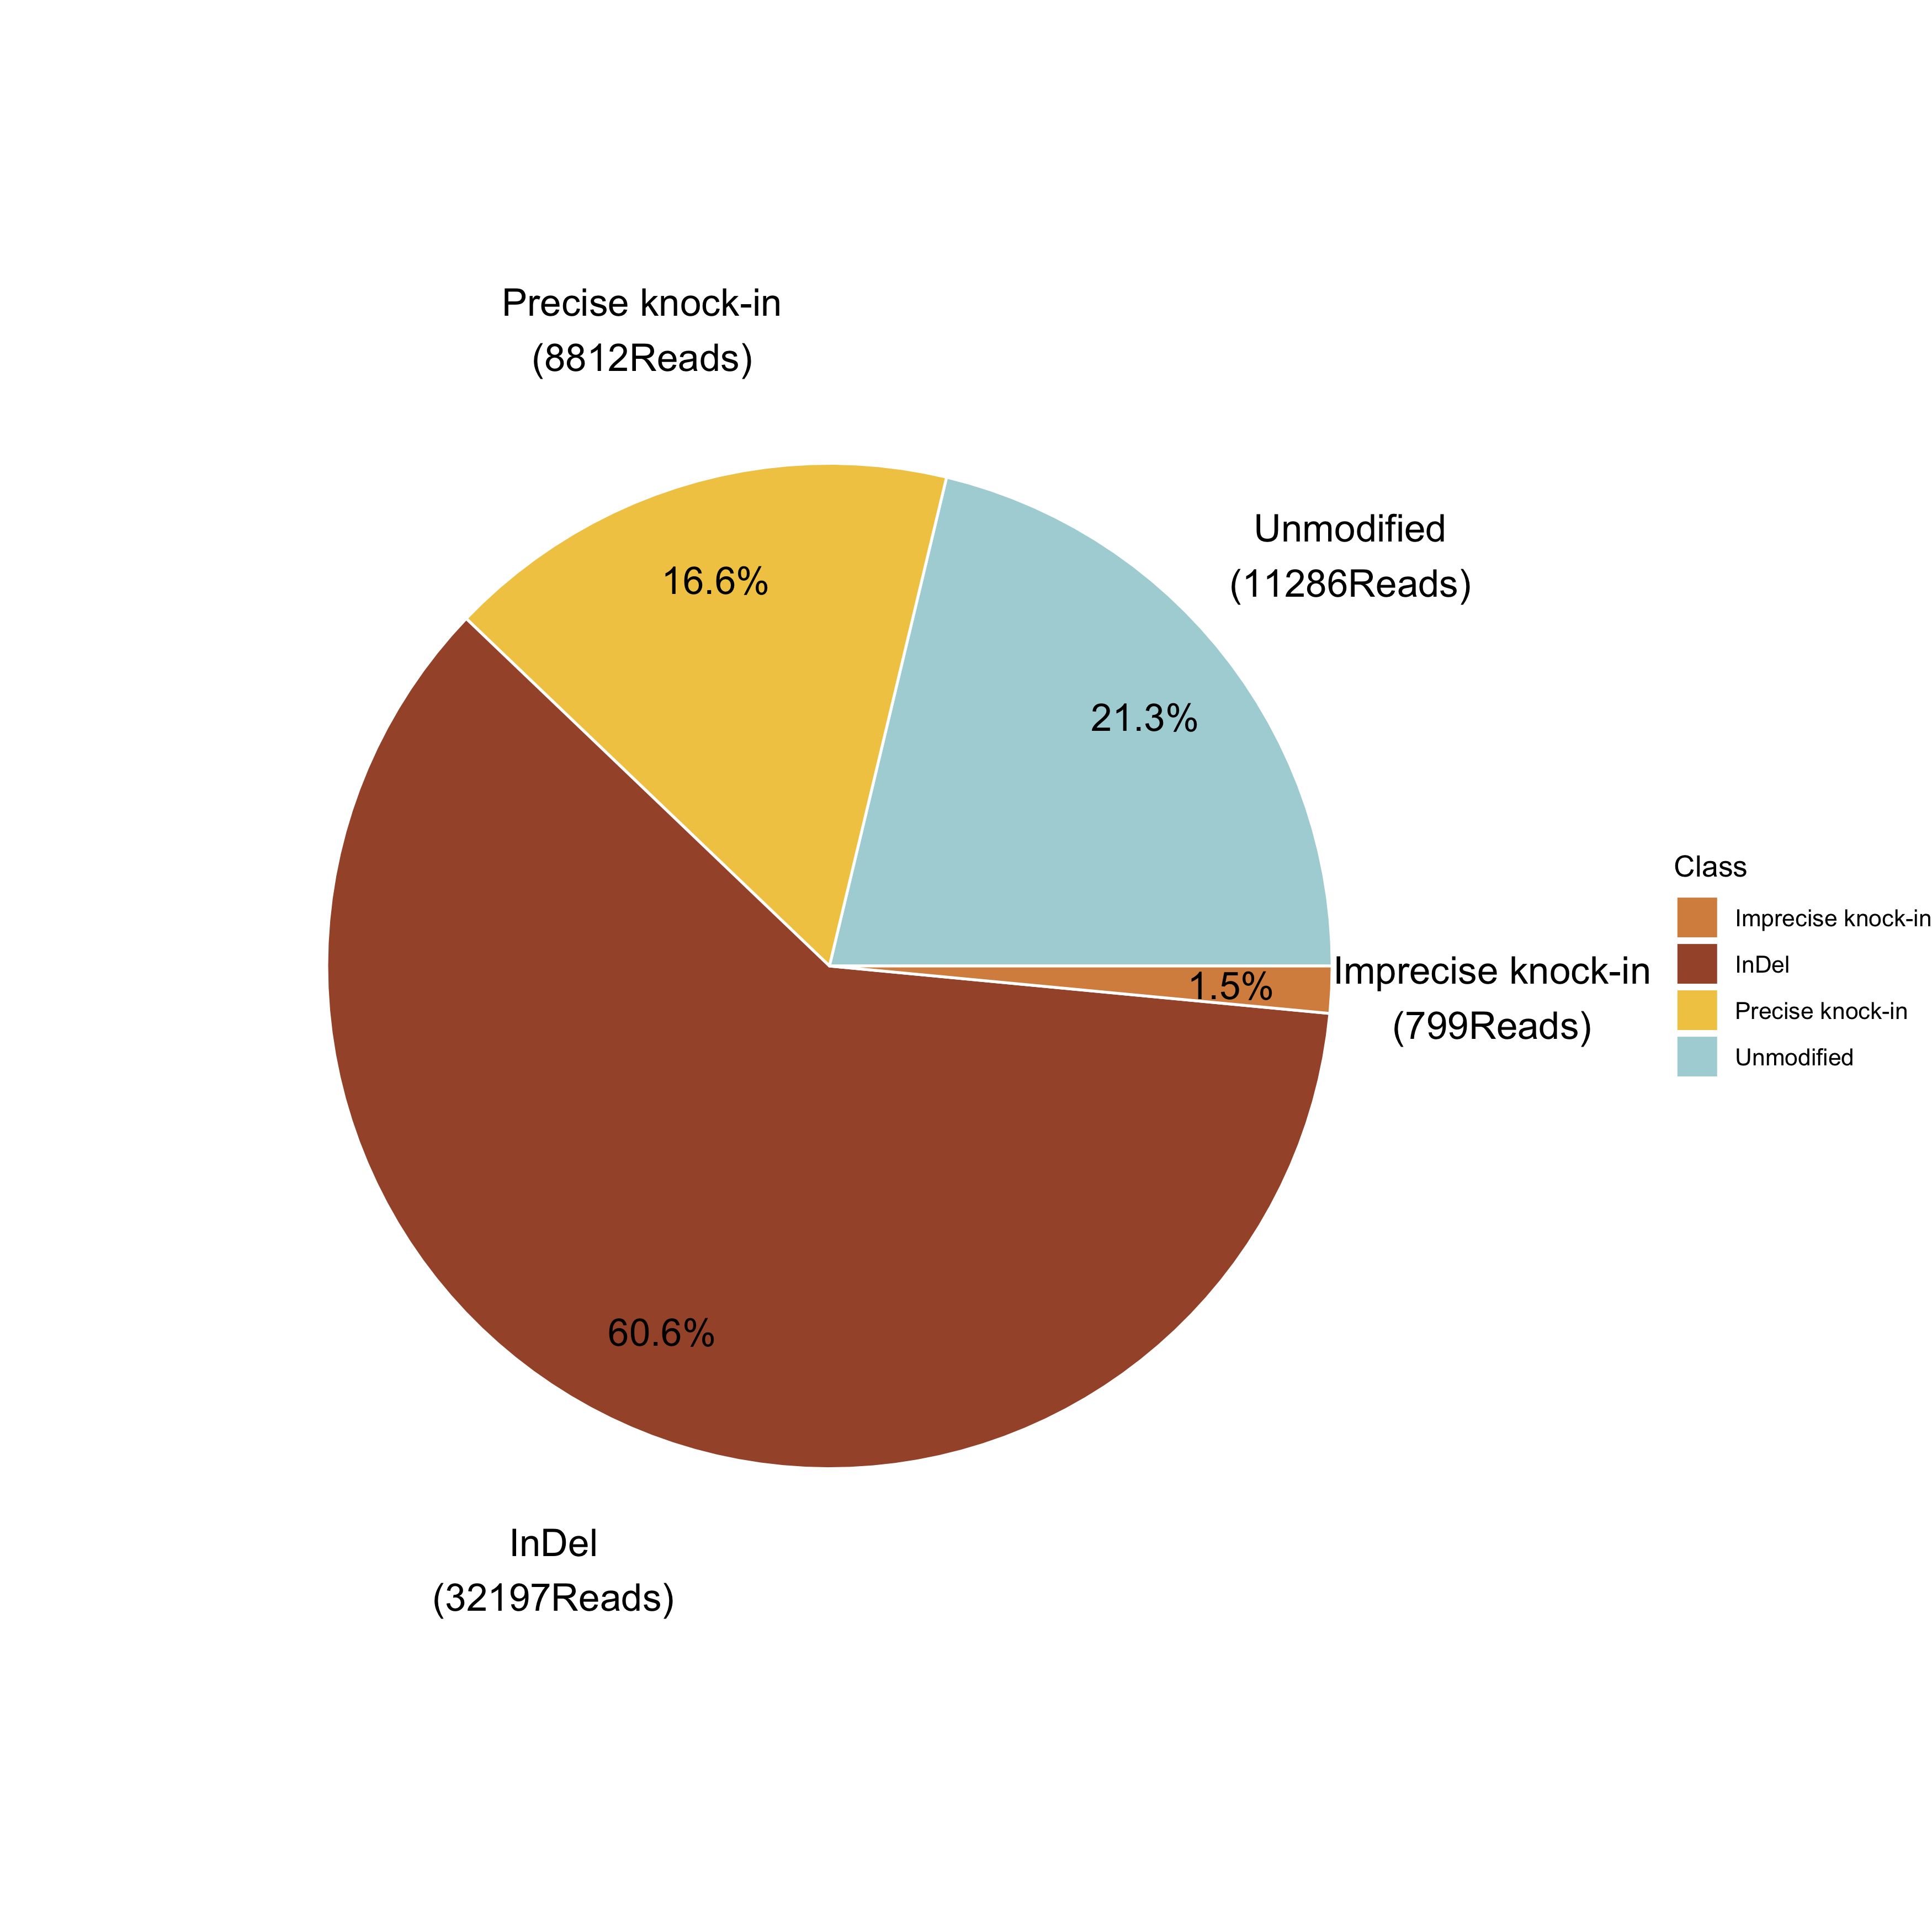 Precise knock-in
(8812Reads)
Unmodified
(11286Reads)
16.6%
21.3%
Class
Imprecise knock-in
InDel
Precise knock-in
Unmodified
1.5%
Imprecise knock-in
(799Reads)
60.6%
InDel
(32197Reads)